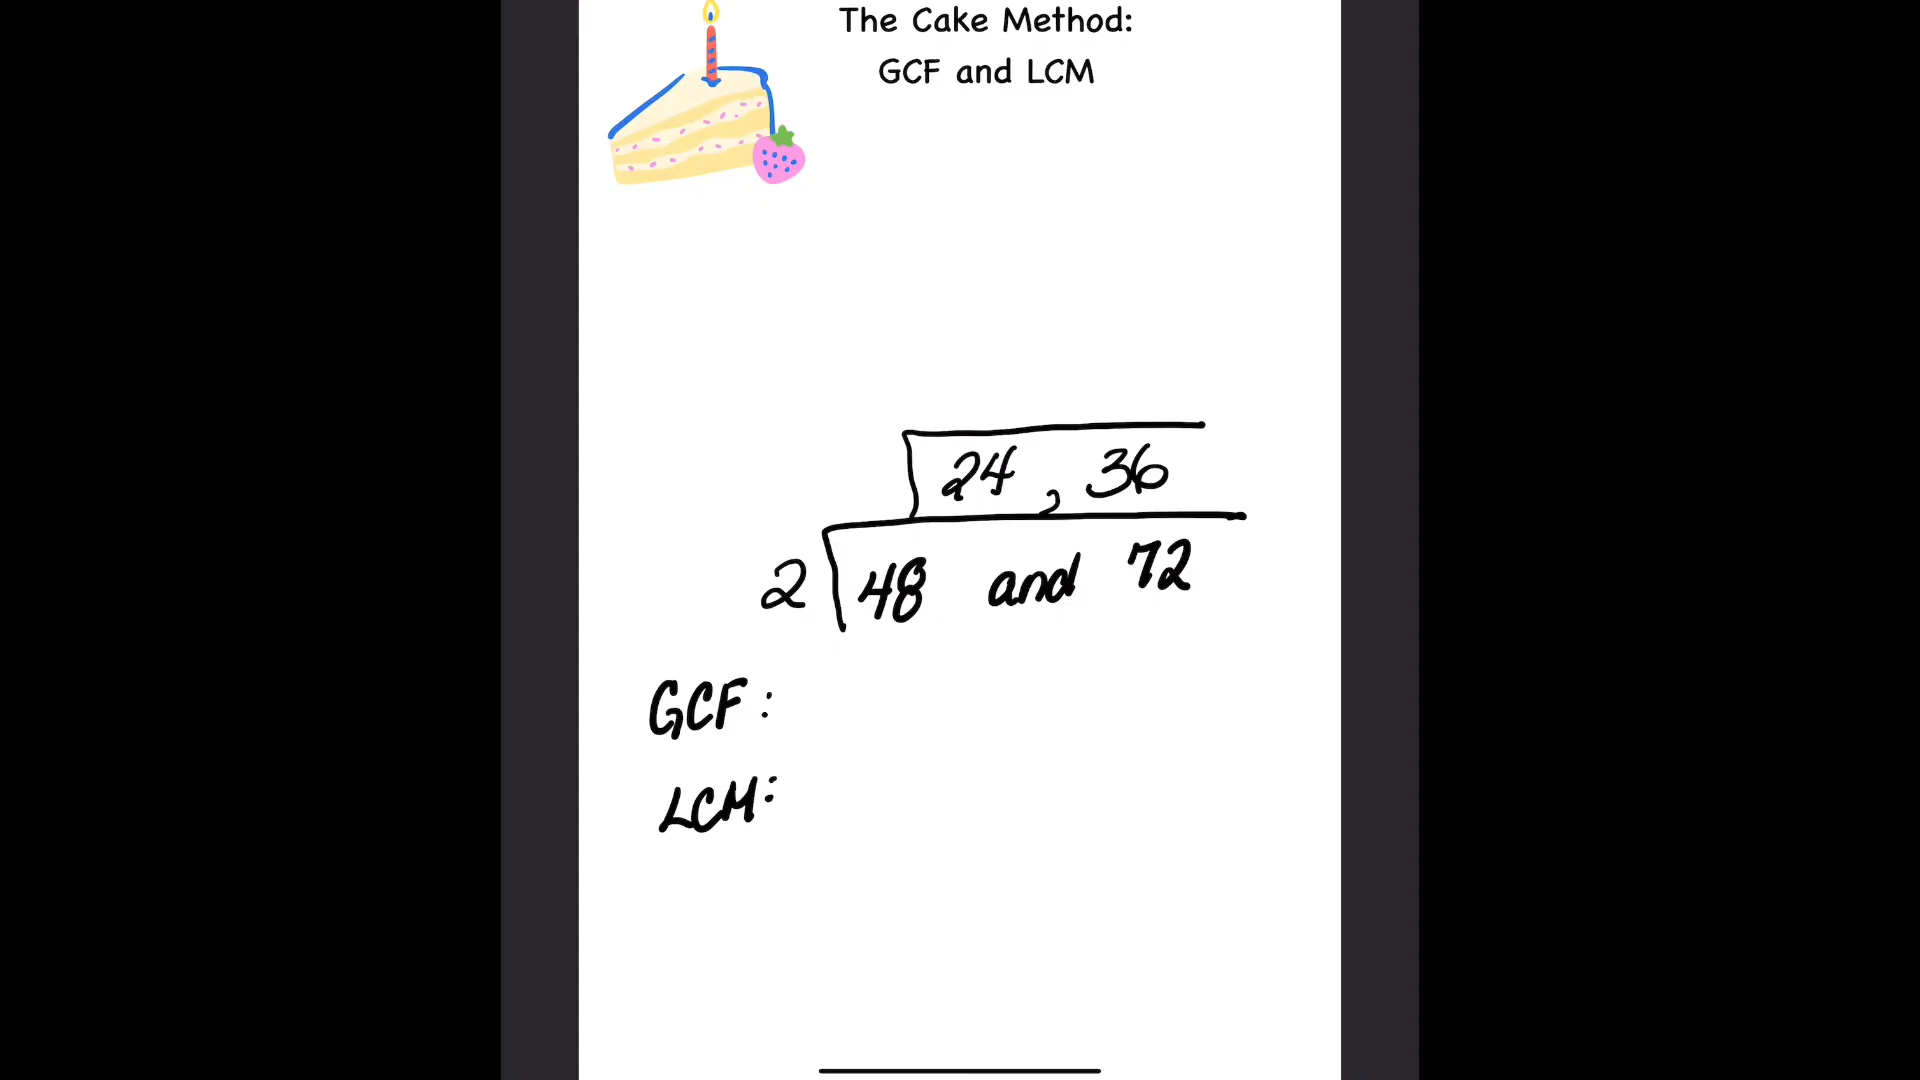 The Cake Method:
GCF and LCM
24, 36
2 48 and 72
GCF:
LCM: